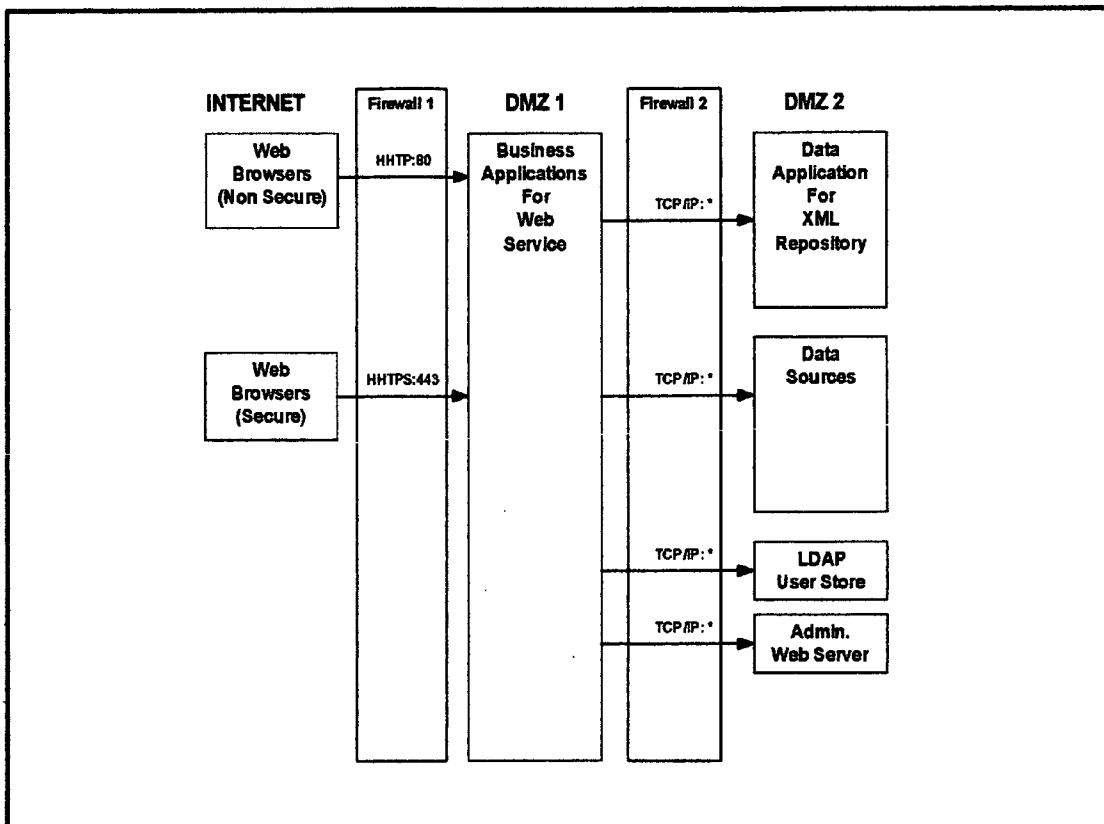 INTERNET
Firewall 1
DMZ 1
Firewall 2
DMZ 2
Web
Browsers
(Non Secure)
HHTP:80
Business
Applications
For
Web
Service
TCP/IP: *
Data
Application
For
XML
Repository
Web
Browsers
(Secure)
HHTPS:443
TCP/IP: *
Data
Sources
TCP/IP: *
LDAP
User Store
TCP/IP: *
Admin.
Web Server